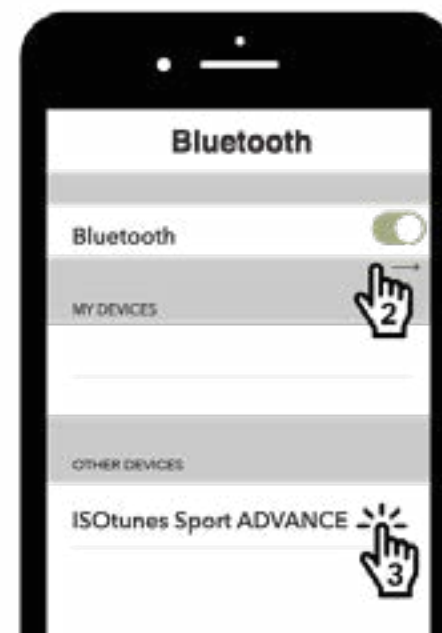 Bluetooth
Bluetooth
2
MY DEVICES
OTHER DEVICES
ISOtunes Sport ADVANCE
3